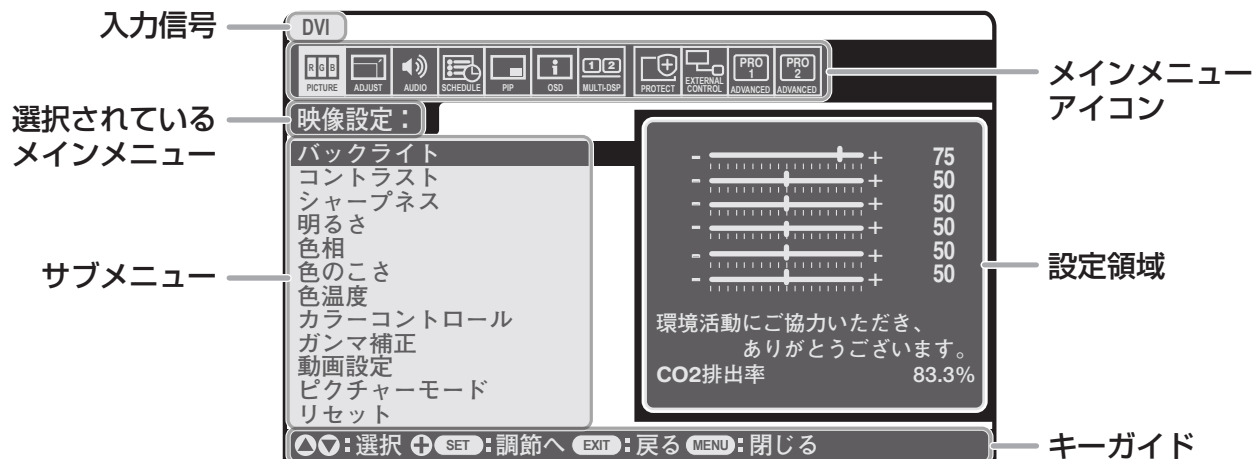 入力信号
DVI
R G B
PICTURE
ADJUST
AUDIO
SCHEDULE
PIP
i
OSD
1 2
MULTI-DSP
PROTECT
EXTERNAL
CONTROL
PRO
1
ADVANCED
PRO
2
ADVANCED
メインメニュー
アイコン
選択されている
メインメニュー
映像設定：
サブメニュー
バックライト
コントラスト
シャープネス
明るさ
色相
色のこさ
色温度
カラーコントロール
ガンマ補正
動画設定
ピクチャーモード
リセット
- + 75
- + 50
- + 50
- + 50
- + 50
- + 50
環境活動にご協力いただき、
ありがとうございます。
CO2排出率 83.3%
設定領域
:選択 SET:調節へ EXIT:戻る MENU:閉じる
キーガイド